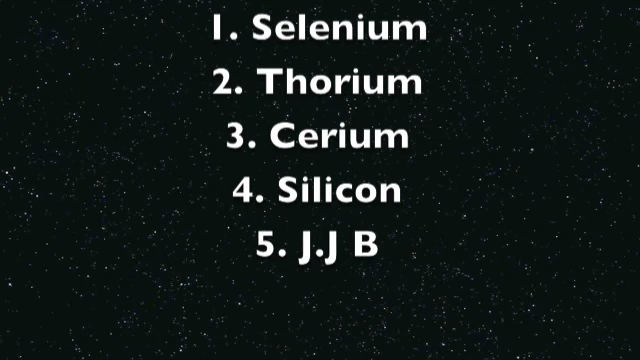 1. Selenium
2. Thorium
3. Cerium
4. Silicon
5. J.J B